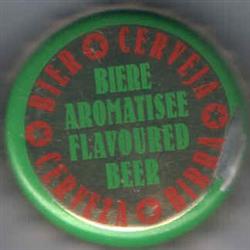 BIER ✪ CERVEJA ✪ BIRRA ✪ CERVEZA ✪
BIERE
AROMATISEE
FLAVOURED
BEER